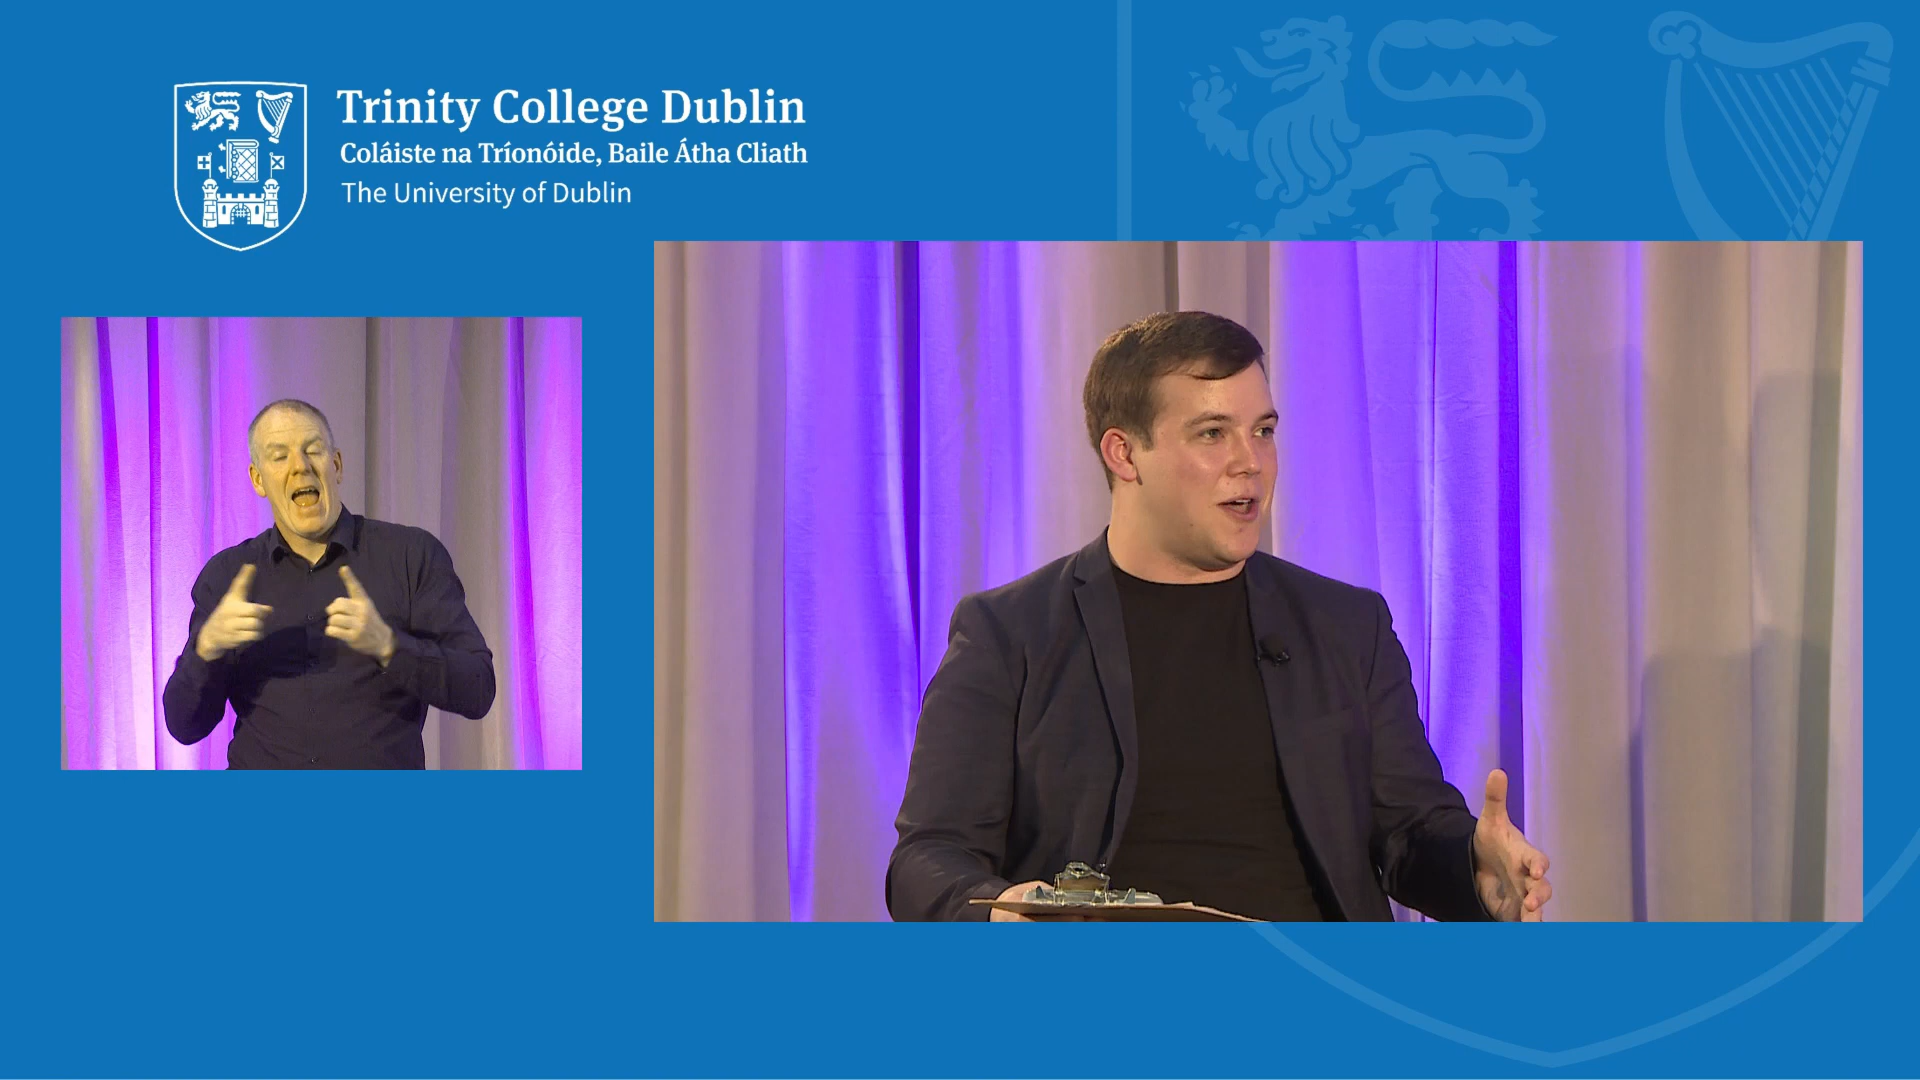 Trinity College Dublin
Coláiste na Tríonóide, Baile Átha Cliath
The University of Dublin